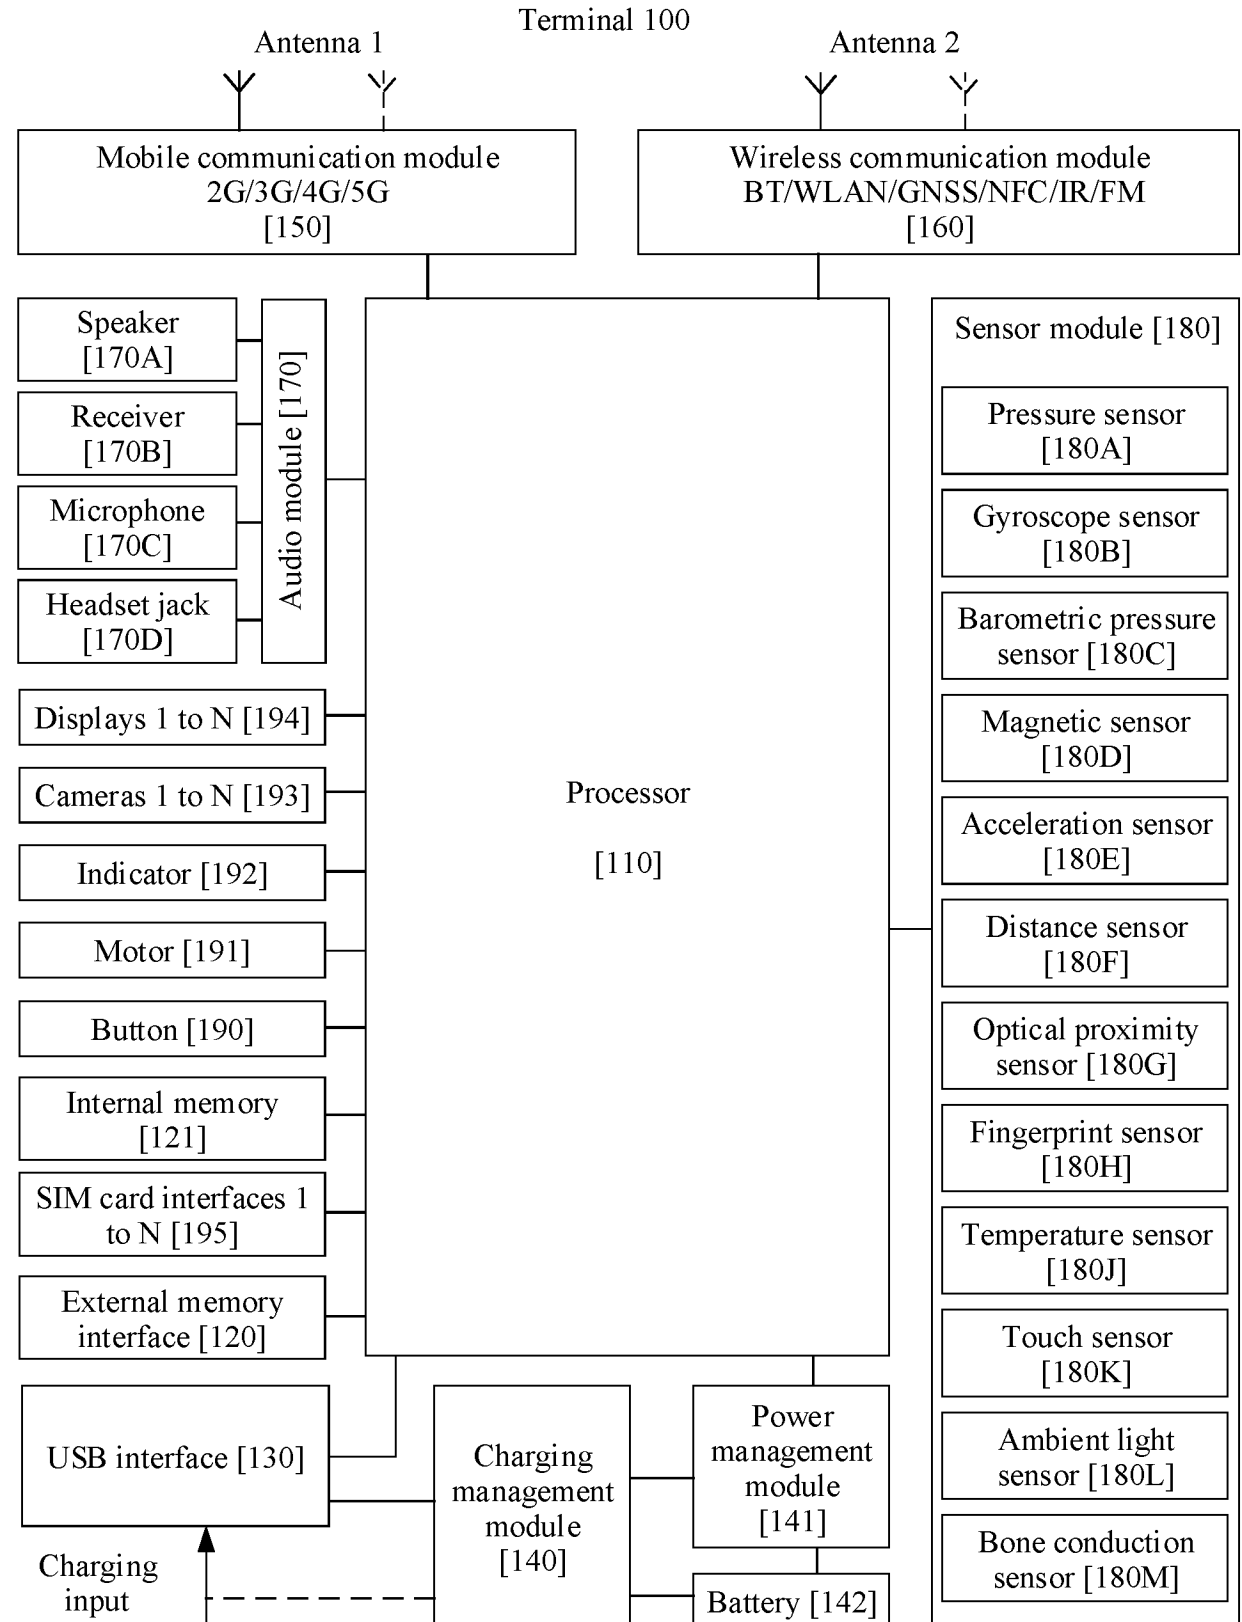 Terminal 100
Antenna 1
Antenna 2
Mobile communication module
2G/3G/4G/5G
[150]
Wireless communication module
BT/WLAN/GNSS/NFC/IR/FM
[160]
Speaker
[170A]
Receiver
[170B]
Microphone
[170C]
Headset jack
[170D]
Audio module [170]
Displays 1 to N [194]
Cameras 1 to N [193]
Indicator [192]
Motor [191]
Button [190]
Internal memory
[121]
SIM card interfaces 1
to N [195]
External memory
interface [120]
Processor
[110]
Sensor module [180]
Pressure sensor
[180A]
Gyroscope sensor
[180B]
Barometric pressure
sensor [180C]
Magnetic sensor
[180D]
Acceleration sensor
[180E]
Distance sensor
[180F]
Optical proximity
sensor [180G]
Fingerprint sensor
[180H]
Temperature sensor
[180J]
Touch sensor
[180K]
Ambient light
sensor [180L]
Bone conduction
sensor [180M]
USB interface [130]
Charging
input
Charging
management
module
[140]
Power
management
module
[141]
Battery [142]